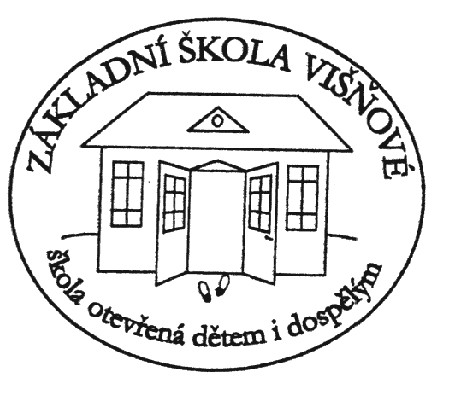 ZÁKLADNÍ ŠKOLA VIŠŇOVÉ
škola otevřená dětem i dospělým